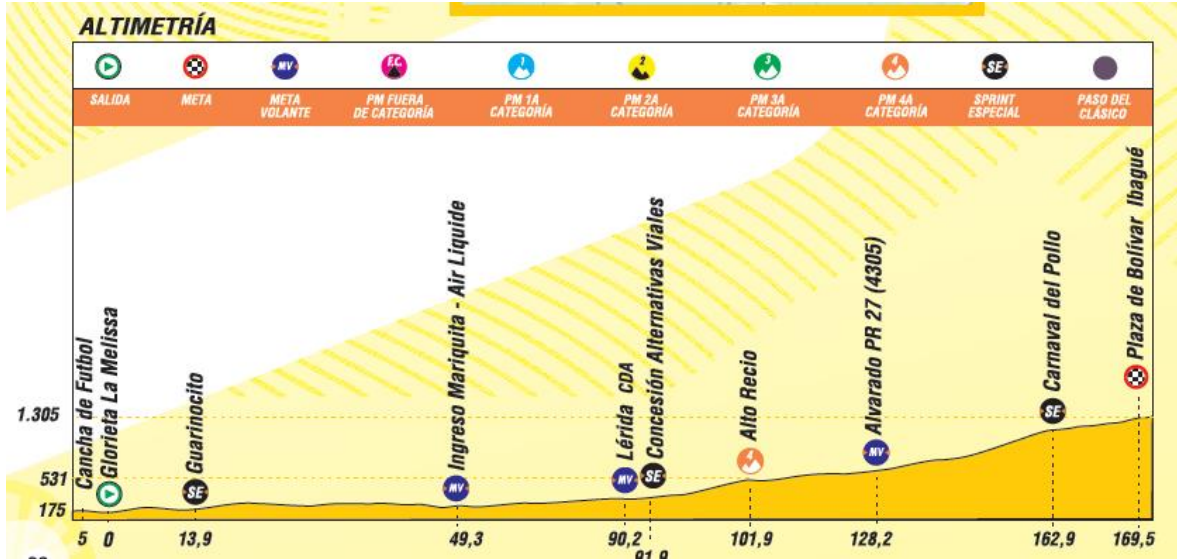 ALTIMETRÍA
MV
F.C.
1
2
3
4
SE
SALIDA
META
META VOLANTE
PM FUERA DE CATEGORÍA
PM 1A CATEGORÍA
PM 2A CATEGORÍA
PM 3A CATEGORÍA
PM 4A CATEGORÍA
SPRINT ESPECIAL
PASO DEL CLÁSICO
Cancha de Futbol
Glorieta La Melissa
Guarinocito
Ingreso Mariquita - Air Liquide
Lérida CDA
Concesión Alternativas Viales
Alto Recio
Alvarado PR 27 (4305)
Carnaval del Pollo
Plaza de Bolívar Ibagué
SE
MV
MV
SE
4
MV
SE
1.305
531
175
5
0
13,9
49,3
90,2
91,9
101,9
128,2
162,9
169,5